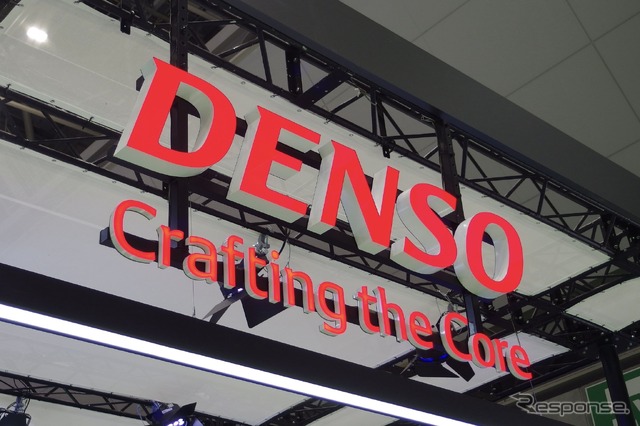 DENSO
Crafting the Core
Response.